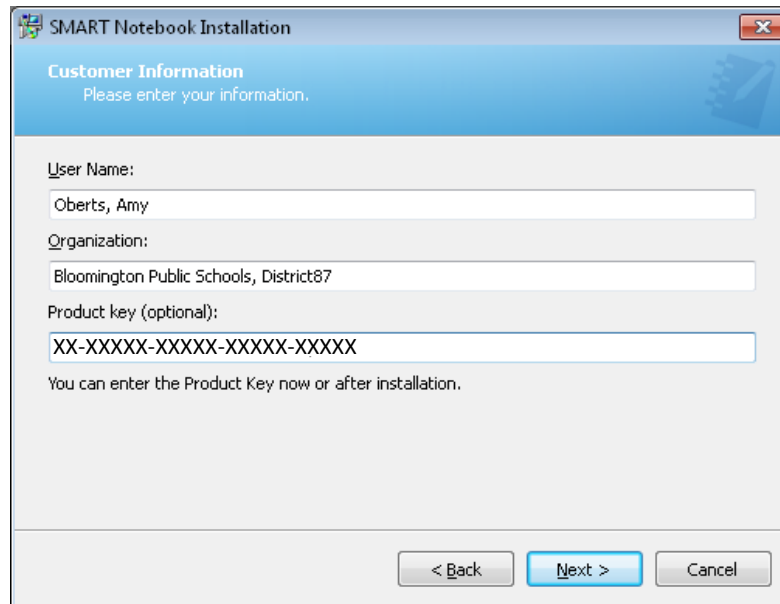 SMART Notebook Installation
Customer Information
Please enter your information.
User Name:
Oberts, Amy
Organization:
Bloomington Public Schools, District87
Product key (optional):
XX-XXXXX-XXXXX-XXXXX-XXXXX
You can enter the Product Key now or after installation.
< Back Next > Cancel